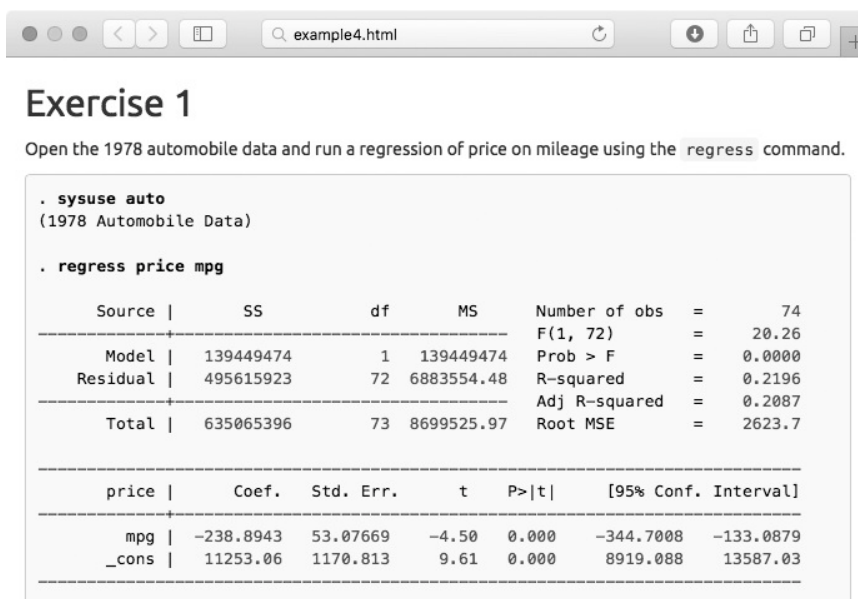 example4.html
Exercise 1
Open the 1978 automobile data and run a regression of price on mileage using the regress command.
. sysuse auto
(1978 Automobile Data)
. regress price mpg
Source | SS df MS Number of obs = 74
F(1, 72) = 20.26
Model | 139449474 1 139449474 Prob > F = 0.0000
Residual | 495615923 72 6883554.48 R-squared = 0.2196
Adj R-squared = 0.2087
Total | 635065396 73 8699525.97 Root MSE = 2623.7
price | Coef. Std. Err. t P>|t| [95% Conf. Interval]
mpg | -238.8943 53.07669 -4.50 0.000 -344.7008 -133.0879
_cons | 11253.06 1170.813 9.61 0.000 8919.088 13587.03